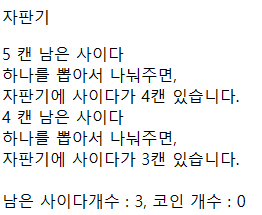 자판기
5 캔 남은 사이다
하나를 뽑아서 나눠주면,
자판기에 사이다가 4캔 있습니다.
4 캔 남은 사이다
하나를 뽑아서 나눠주면,
자판기에 사이다가 3캔 있습니다.
남은 사이다개수 : 3, 코인 개수 : 0